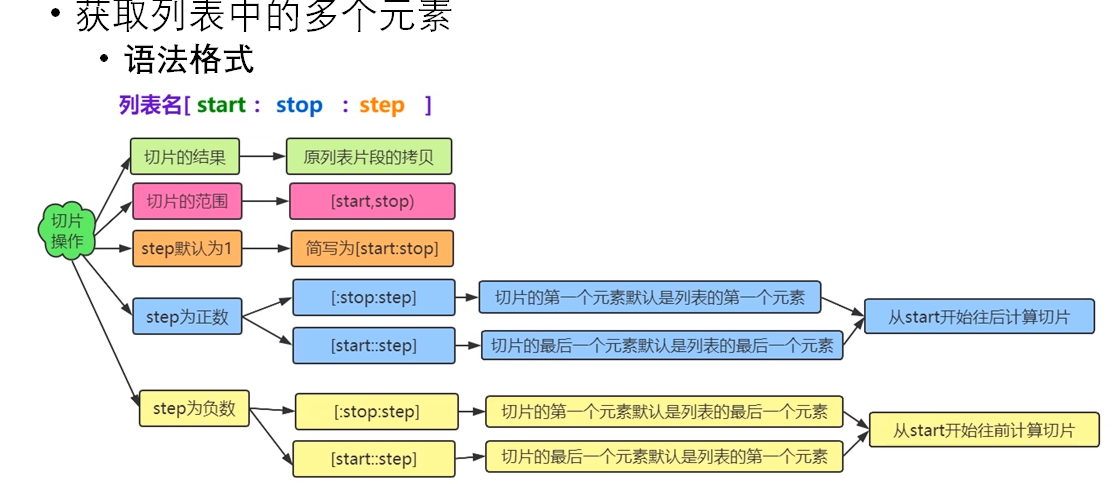 • 获取列表中的多个元素
• 语法格式
列表名[ start : stop : step ]
切片的结果
原列表片段的拷贝
切片的范围
[start,stop)
切片
操作
step默认为1
简写为[start:stop]
step为正数
[:stop:step]
切片的第一个元素默认是列表的第一个元素
从start开始往后计算切片
[start::step]
切片的最后一个元素默认是列表的最后一个元素
step为负数
[:stop:step]
切片的第一个元素默认是列表的最后一个元素
从start开始往前计算切片
[start::step]
切片的最后一个元素默认是列表的第一个元素